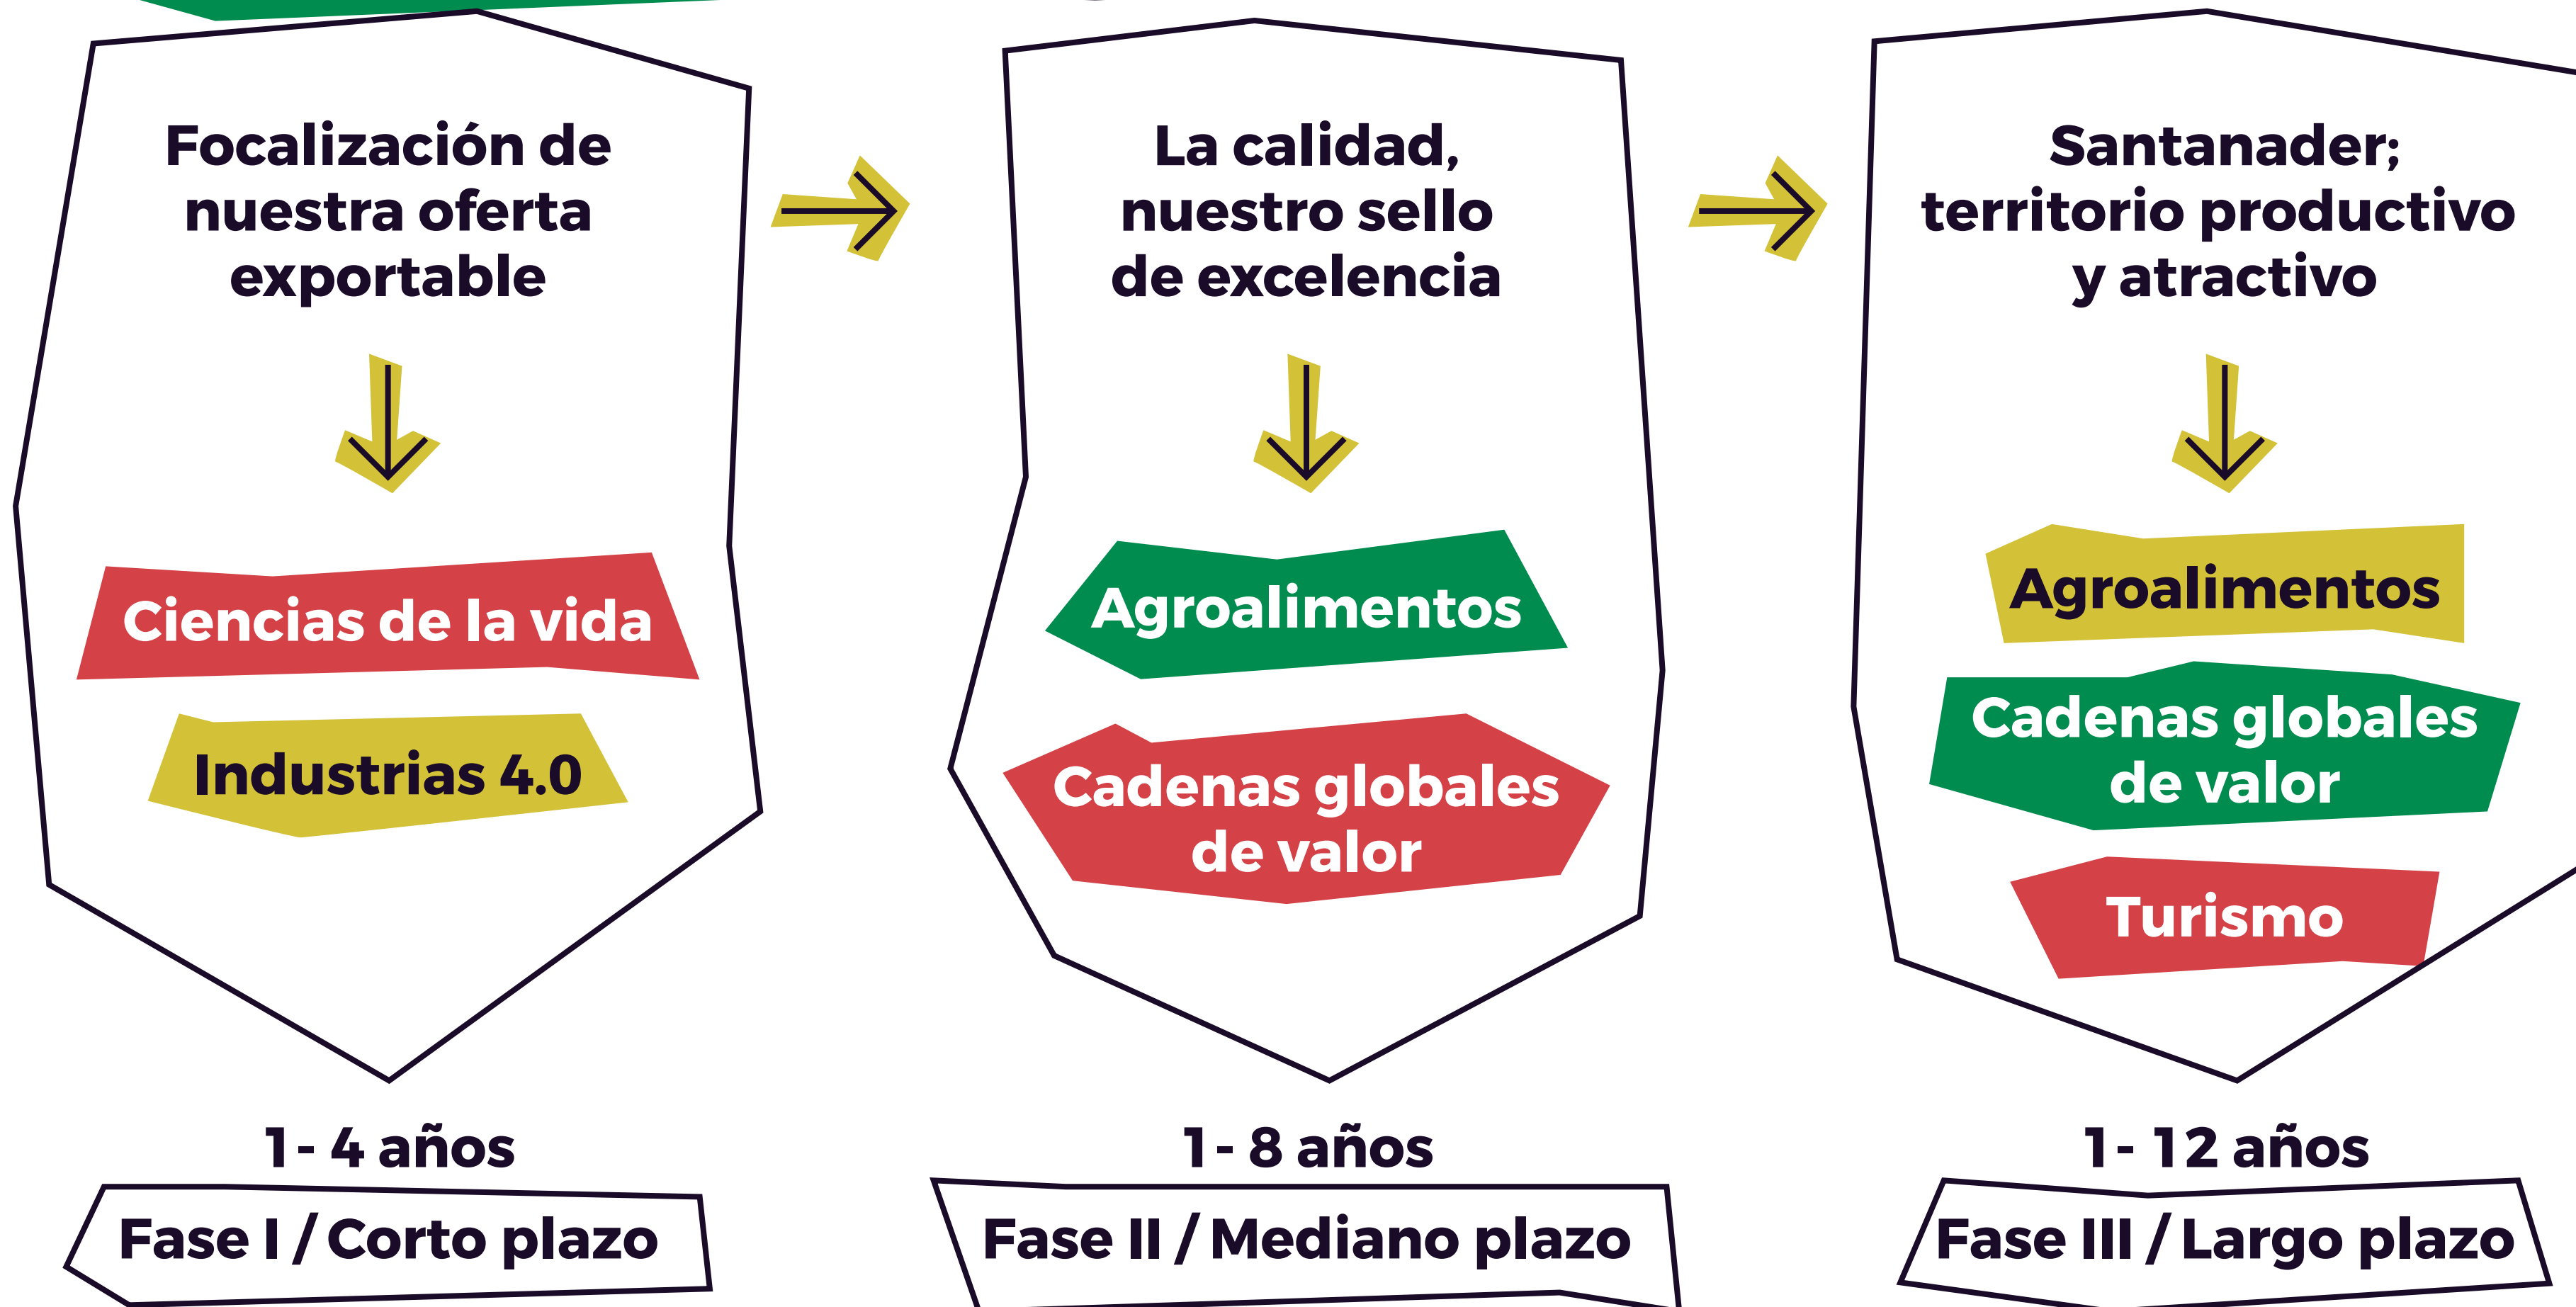 Focalización de
nuestra oferta
exportable
Ciencias de la vida
Industrias 4.0
1- 4 años
Fase I / Corto plazo
La calidad,
nuestro sello
de excelencia
Agroalimentos
Cadenas globales
de valor
1- 8 años
Fase II / Mediano plazo
Santanader;
territorio productivo
y atractivo
Agroalimentos
Cadenas globales
de valor
Turismo
1- 12 años
Fase III / Largo plazo